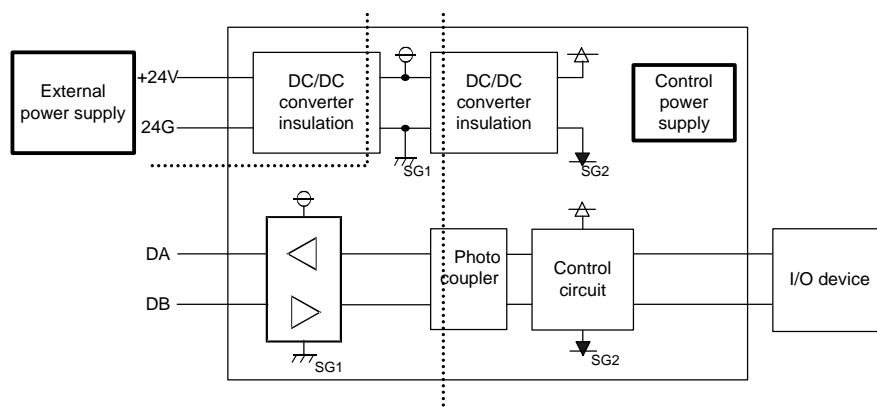 External
power supply
+24V
24G
DC/DC
converter
insulation
DC/DC
converter
insulation
Control
power
supply
SG1
SG2
DA
DB
Photo
coupler
Control
circuit
I/O device
SG1
SG2